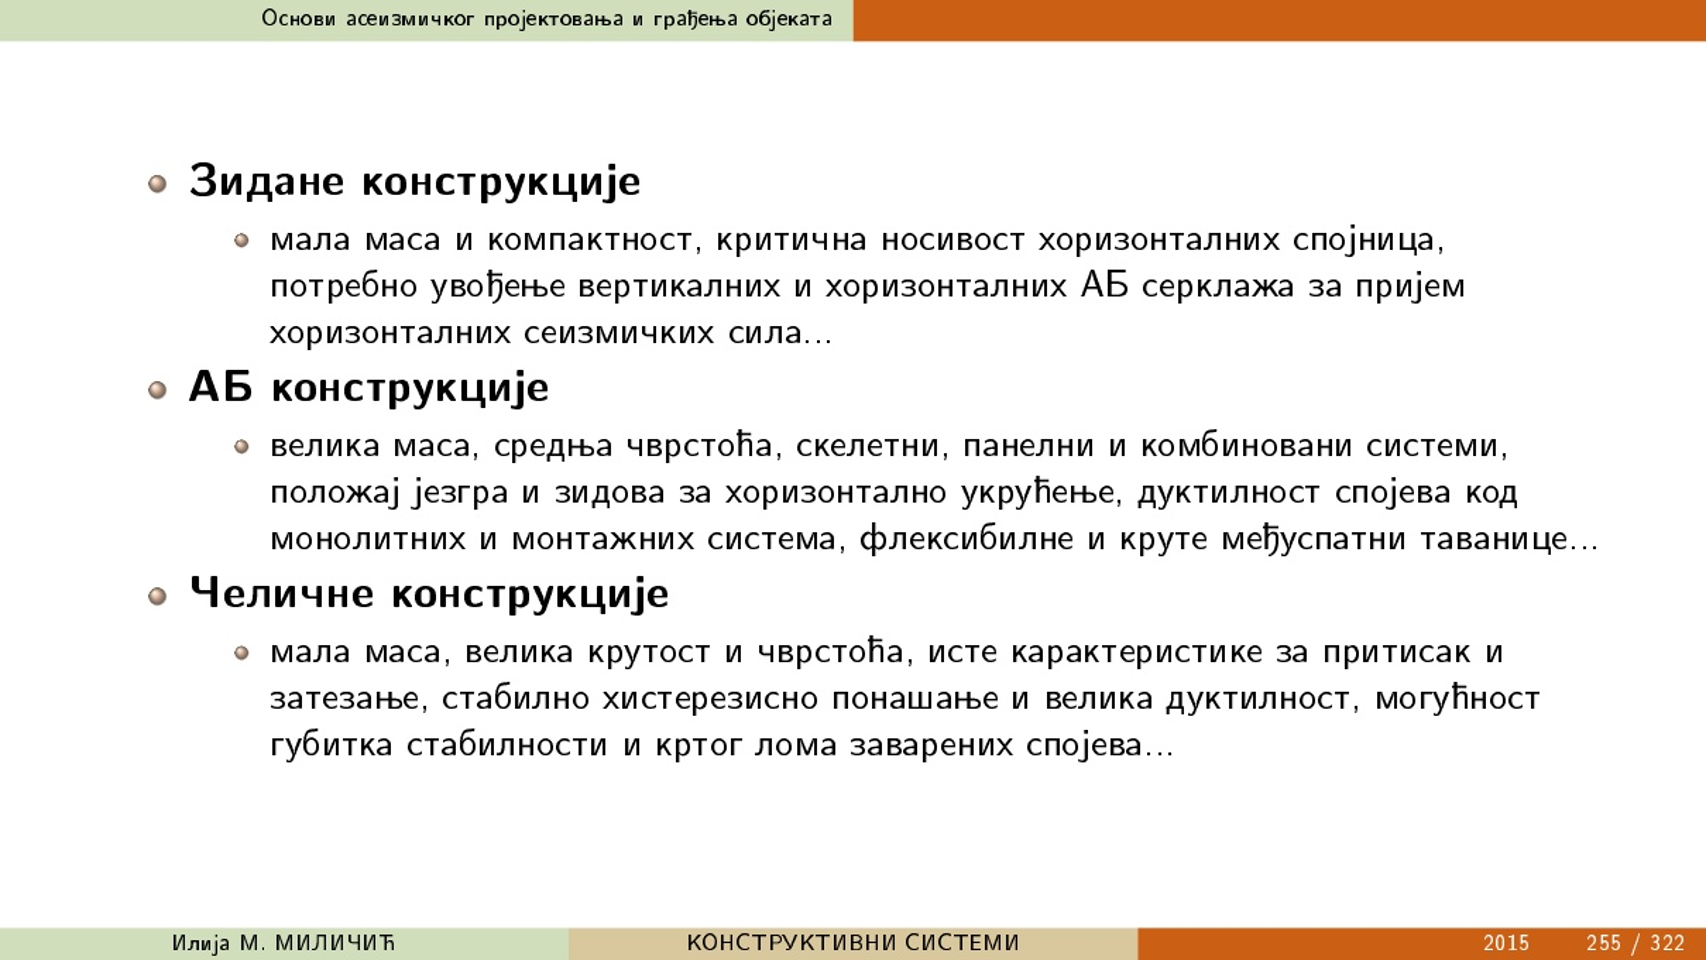 Основи асеизмичког пројектовања и грађења објеката
Зидане конструкције
мала маса и компактност, критична носивост хоризонталних спојница,
потребно увођење вертикалних и хоризонталних АБ серклажа за пријем
хоризонталних сеизмичких сила...
АБ конструкције
велика маса, средња чврстоћа, скелетни, панелни и комбиновани системи,
положај језгра и зидова за хоризонтално укрућење, дуктилност спојева код
монолитних и монтажних система, флексибилне и круте међуспатни таванице...
Челичне конструкције
мала маса, велика крутост и чврстоћа, исте карактеристике за притисак и
затезање, стабилно хистерезисно понашање и велика дуктилност, могућност
губитка стабилности и кртог лома заварених спојева...
Илија М. МИЛИЧИЋ
КОНСТРУКТИВНИ СИСТЕМИ
2015 255 / 322